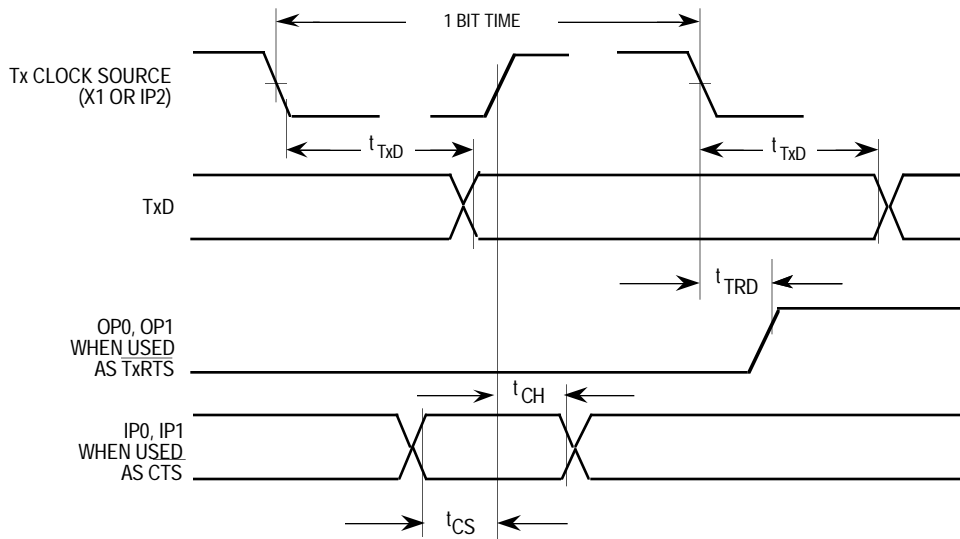 1 BIT TIME
Tx CLOCK SOURCE
(X1 OR IP2)
tTxD
tTxD
TxD
tTRD
OP0, OP1
WHEN USED
AS TxRTS
tCH
IP0, IP1
WHEN USED
AS CTS
tCS